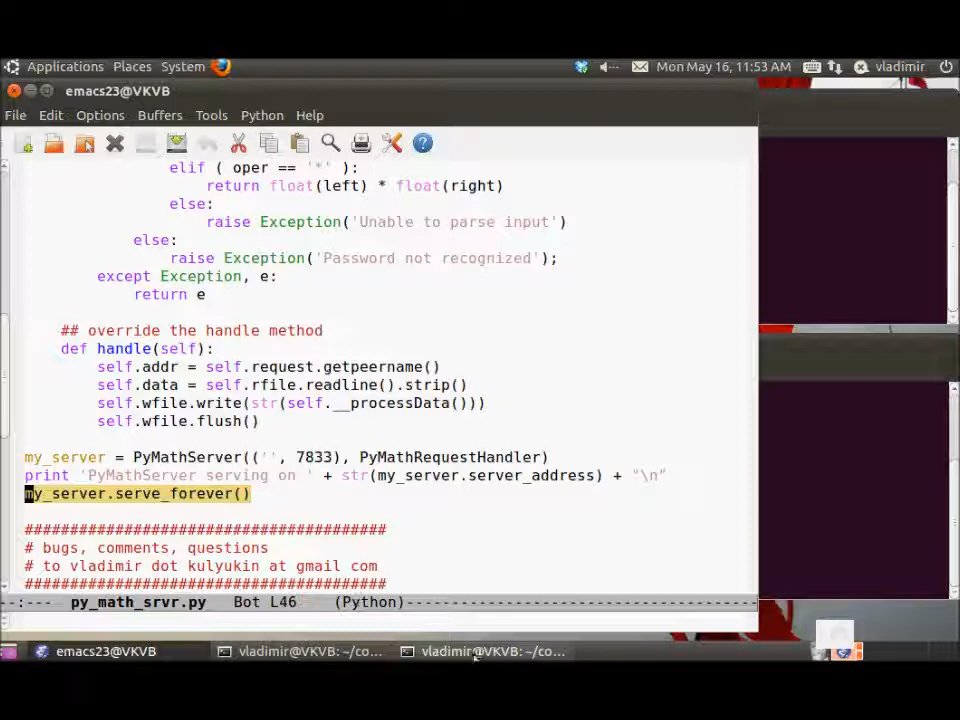 Applications Places System Mon May 16, 11:53 AM vladimir
emacs23@VKVB
File Edit Options Buffers Tools Python Help
elif ( oper == '*' ):
return float(left) * float(right)
else:
raise Exception('Unable to parse input')
else:
raise Exception('Password not recognized');
except Exception, e:
return e
## override the handle method
def handle(self):
self.addr = self.request.getpeername()
self.data = self.rfile.readline().strip()
self.wfile.write(str(self.__processData()))
self.wfile.flush()
my_server = PyMathServer(('', 7833), PyMathRequestHandler)
print 'PyMathServer serving on ' + str(my_server.server_address) + "\n"
my_server.serve_forever()
########################################
# bugs, comments, questions
# to vladimir dot kulyukin at gmail com
########################################
--:--- py_math_srvr.py Bot L46 (Python)---------------------------------------
emacs23@VKVB vladimir@VKVB: ~/co... vladimir@VKVB: ~/co...